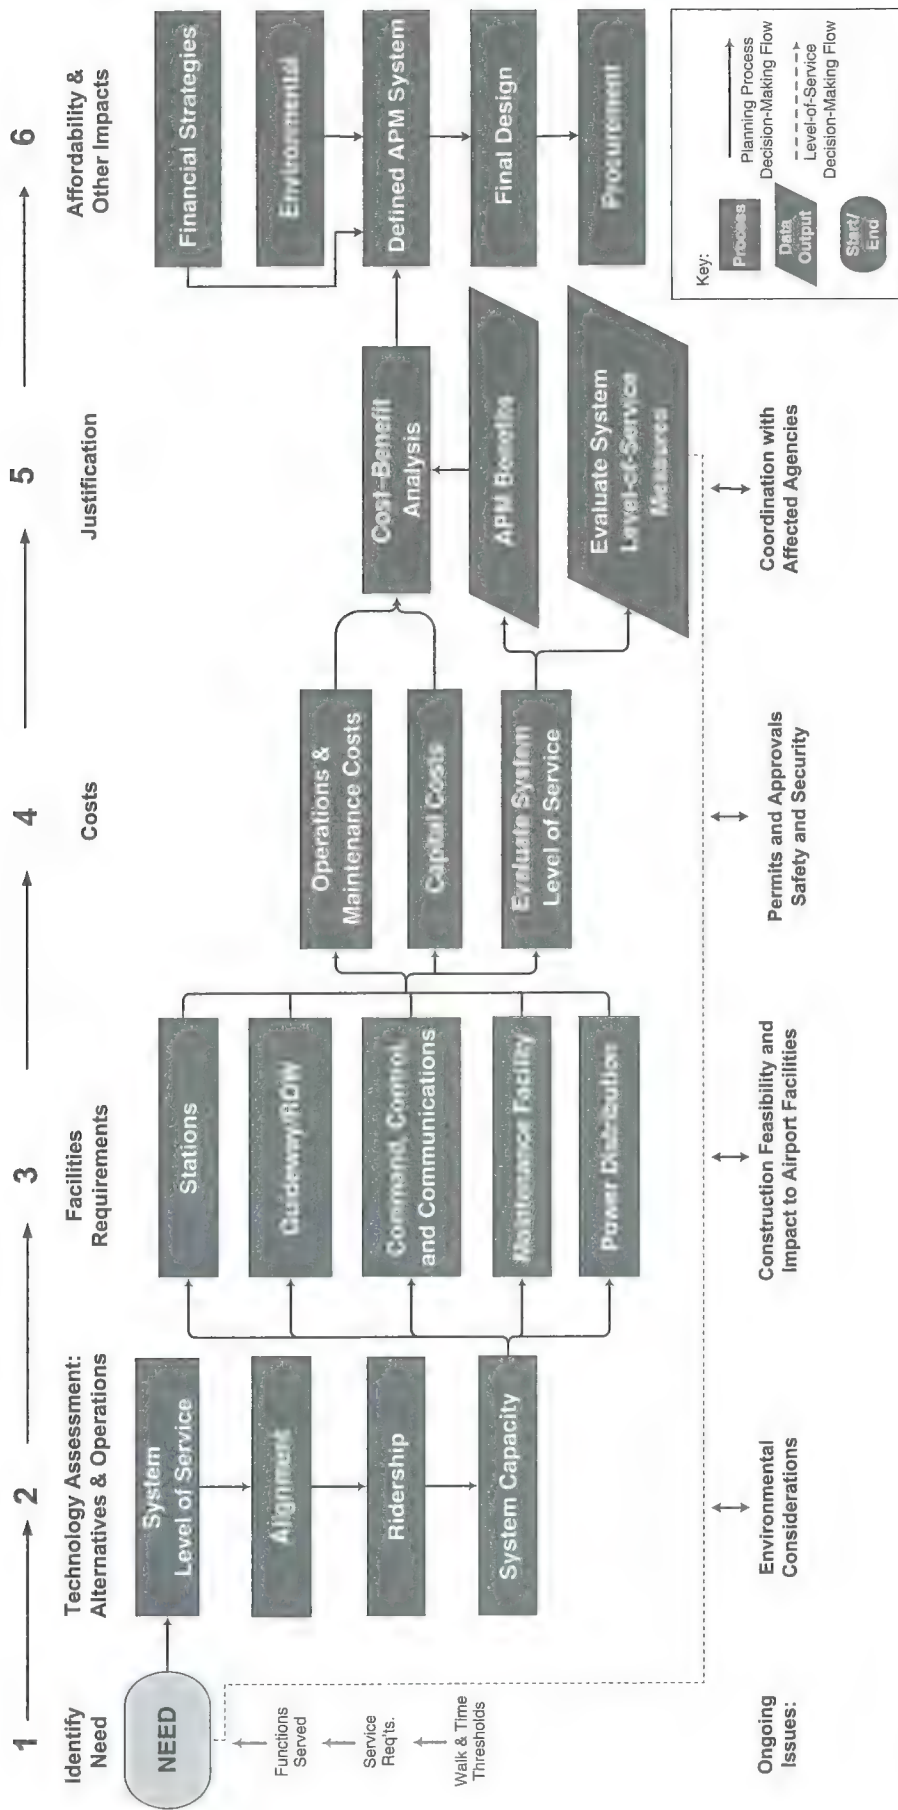 1
2
3
4
5
6
Identify
Need
Technology Assessment:
Alternatives & Operations
Facilities
Requirements
Costs
Justification
Affordability &
Other Impacts
NEED
Functions
Served
Service
Req'ts.
Walk & Time
Thresholds
System
Level of Service
Alignment
Ridership
System Capacity
Stations
Guideway/ROW
Command, Control,
and Communications
Maintenance Facility
Power Distribution
Operations &
Maintenance Costs
Capital Costs
Evaluate System
Level of Service
Cost–Benefit
Analysis
APM Benefits
Evaluate System
Level-of-Service
Measures
Financial Strategies
Environmental
Defined APM System
Final Design
Procurement
Ongoing
Issues:
Environmental
Considerations
Construction Feasibility and
Impact to Airport Facilities
Permits and Approvals
Safety and Security
Coordination with
Affected Agencies
Key:
Process
Data
Output
Start/
End
Planning Process
Decision-Making Flow
Level-of-Service
Decision-Making Flow